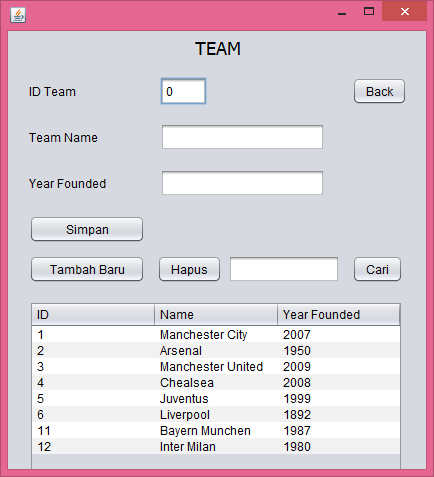 TEAM
ID Team 0 Back
Team Name
Year Founded
Simpan
Tambah Baru Hapus Cari
ID Name Year Founded
1 Manchester City 2007
2 Arsenal 1950
3 Manchester United 2009
4 Chealsea 2008
5 Juventus 1999
6 Liverpool 1892
11 Bayern Munchen 1987
12 Inter Milan 1980